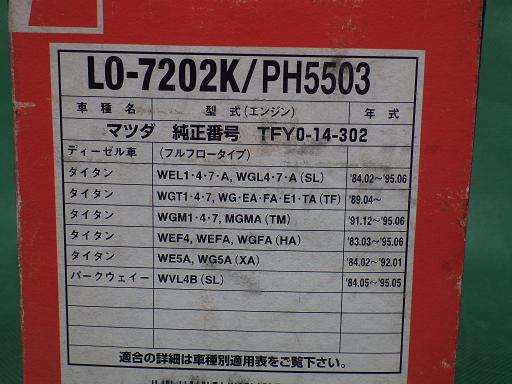 LO-7202K/PH5503
車種名 型式(エンジン) 年式
マツダ 純正番号 TFY0-14-302
ディーゼル車 (フルフロータイプ)
タイタン WEL1・4・7・A, WGL4・7・A(SL) '84.02〜'95.06
タイタン WGT1・4・7, WG・EA・FA・E1・TA(TF) '89.04〜
タイタン WGM1・4・7, MGMA(TM) '91.12〜'95.06
タイタン WEF4, WEFA, WGFA(HA) '83.03〜'95.06
タイタン WE5A, WG5A(XA) '84.02〜'92.01
パークウェイー WVL4B(SL) '84.05〜'95.05
適合の詳細は車種別適用表をご覧下さい。